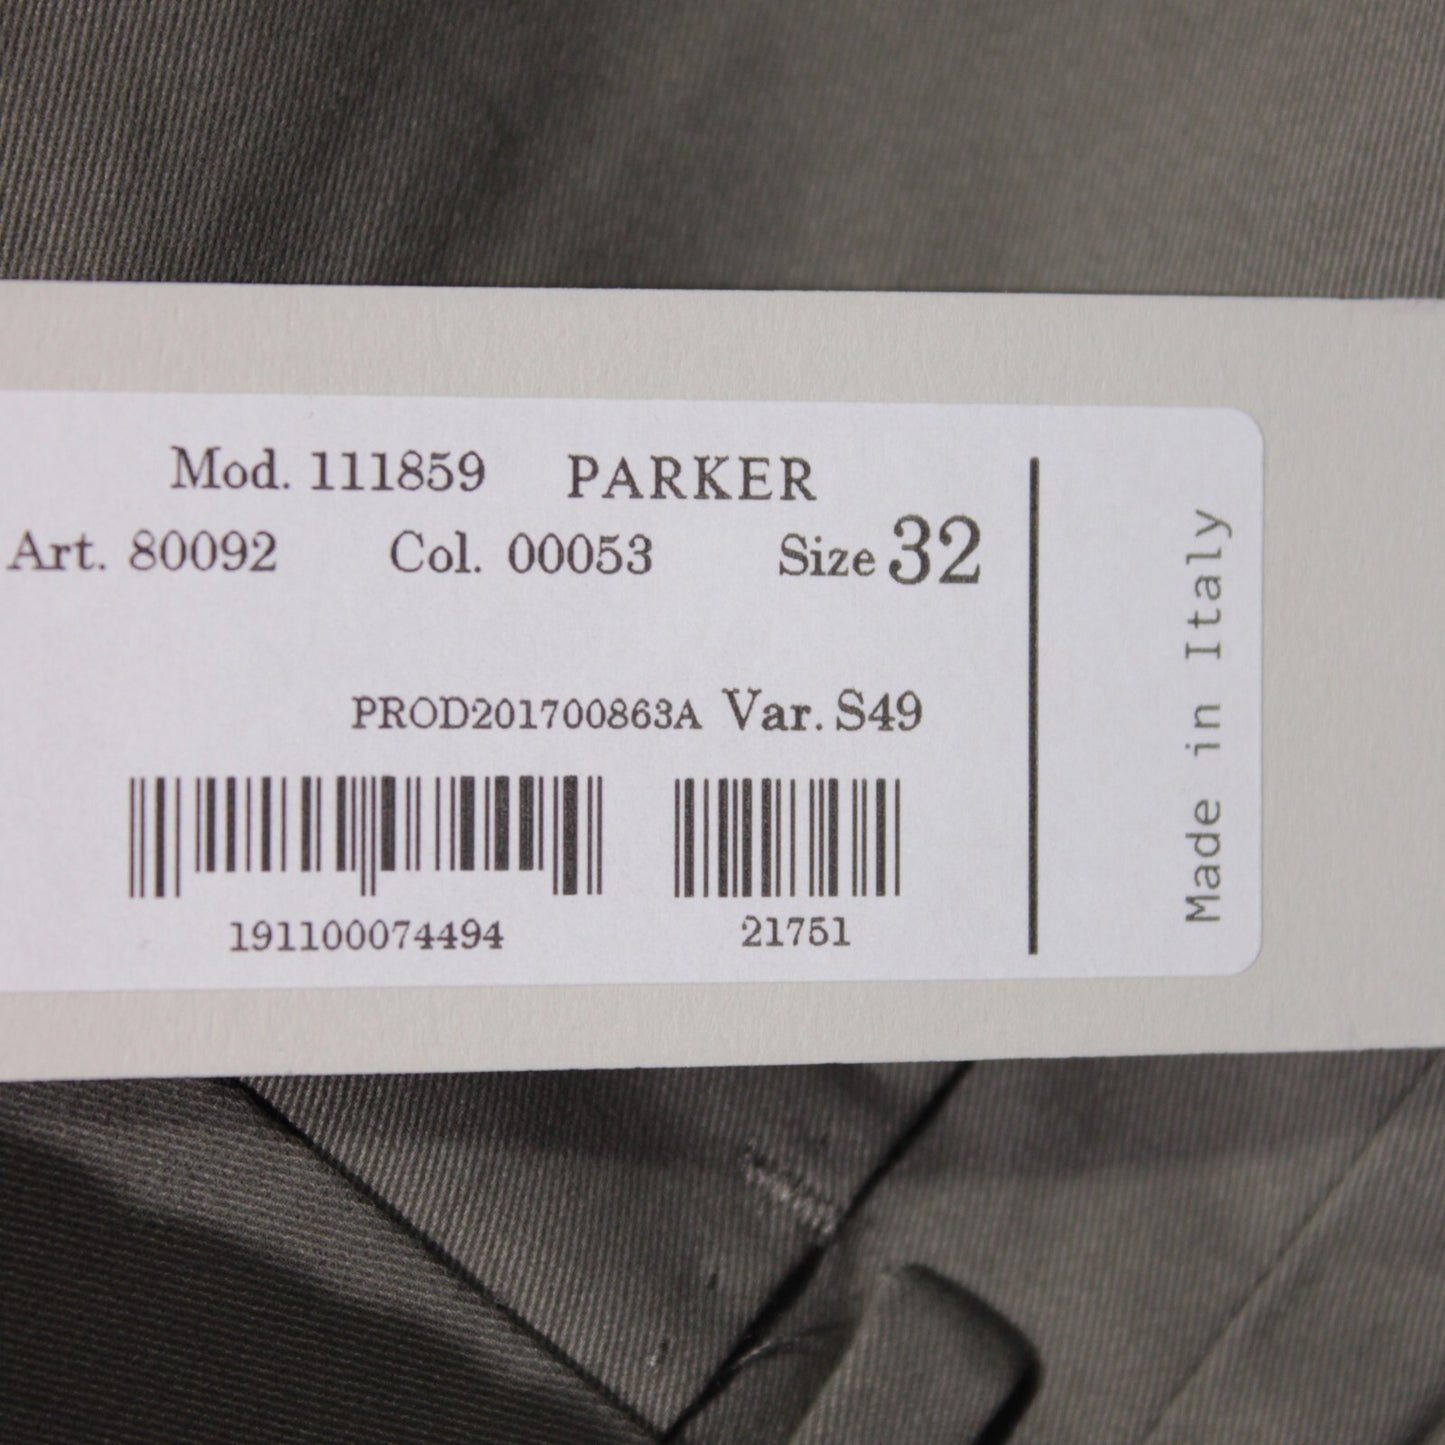 Mod. 111859 PARKER
Art. 80092 Col. 00053 Size 32
PROD201700863A Var. S49
191100074494 21751
Made in Italy